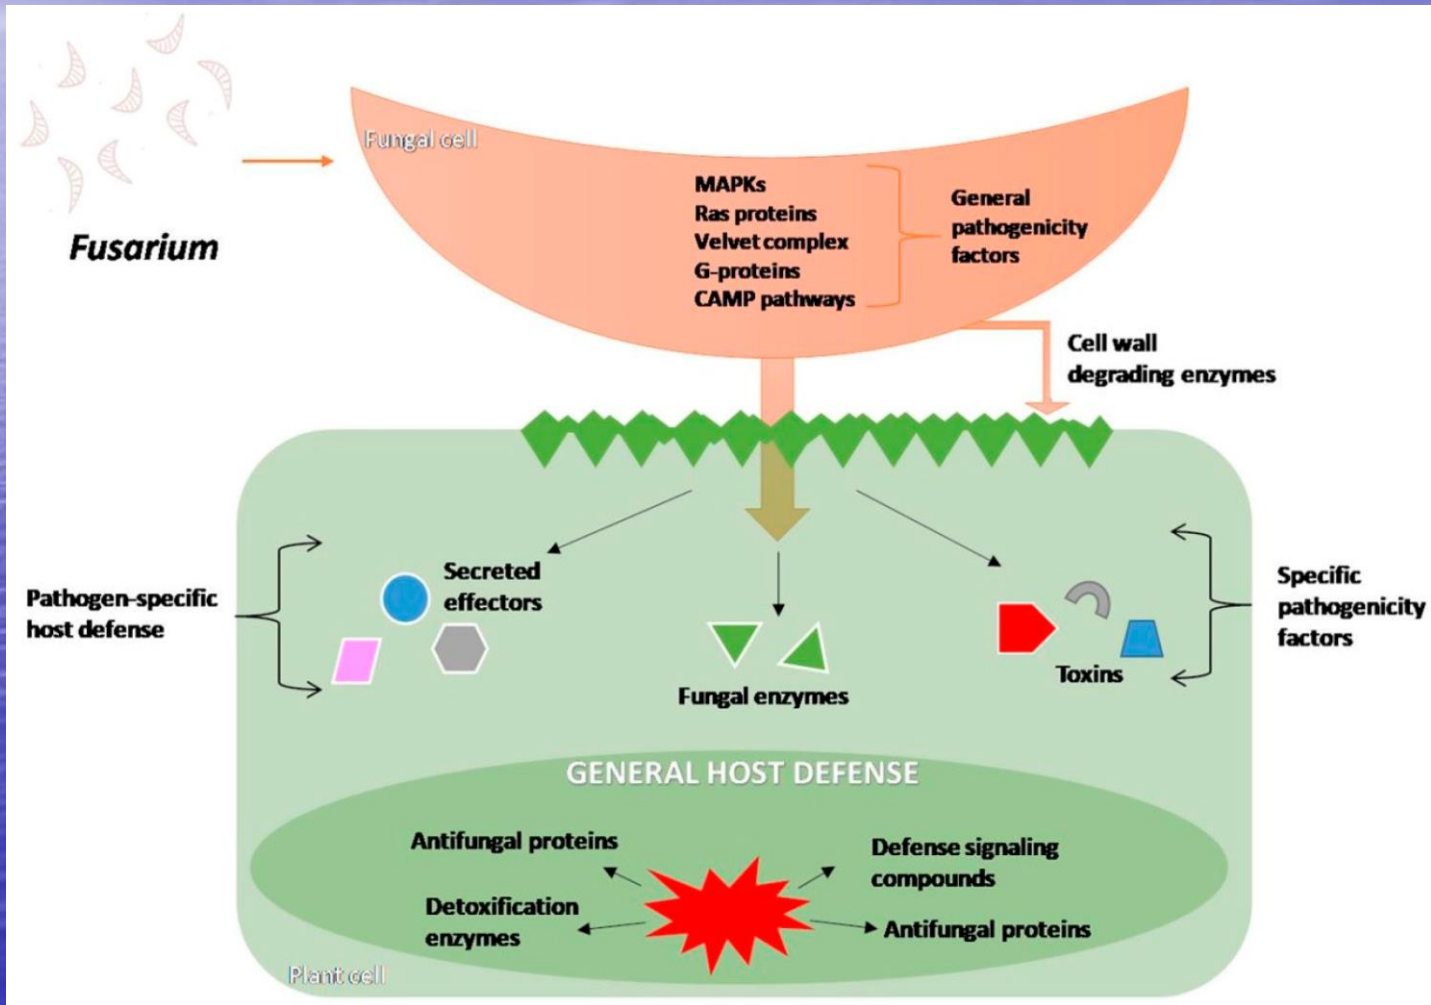 Fungal cell
MAPKs
Ras proteins
Velvet complex
G-proteins
CAMP pathways
General
pathogenicity
factors
Fusarium
Cell wall
degrading enzymes
Pathogen-specific
host defense
Secreted
effectors
Fungal enzymes
Toxins
Specific
pathogenicity
factors
GENERAL HOST DEFENSE
Antifungal proteins
Defense signaling
compounds
Detoxification
enzymes
Antifungal proteins
Plant cell